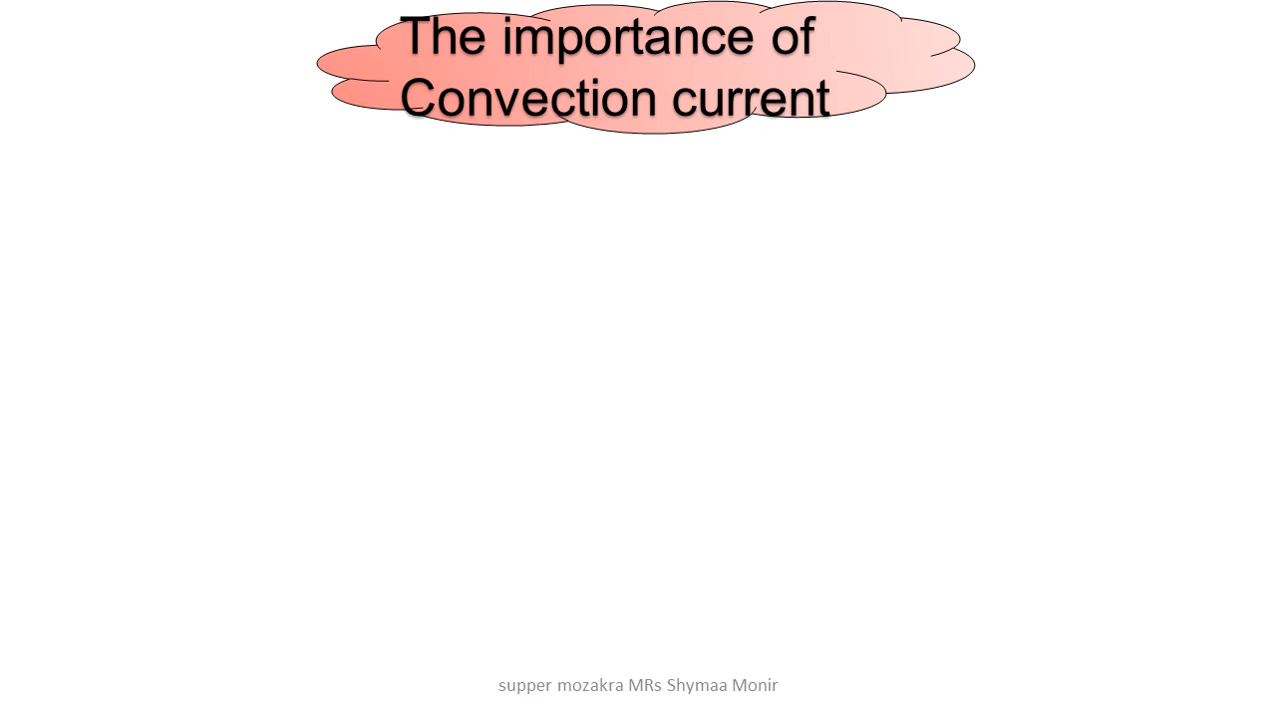 The importance of
Convection current
supper mozakra MRs Shymaa Monir